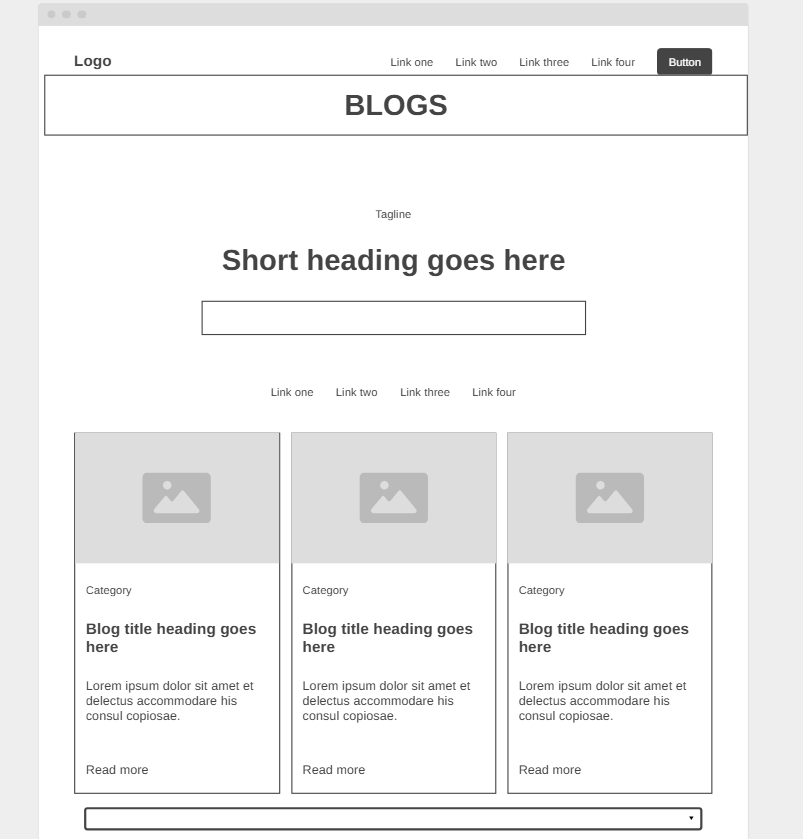 Logo Link one Link two Link three Link four Button
BLOGS
Tagline
Short heading goes here
Link one Link two Link three Link four
Category
Blog title heading goes
here
Lorem ipsum dolor sit amet et
delectus accommodare his
consul copiosae.
Read more
Category
Blog title heading goes
here
Lorem ipsum dolor sit amet et
delectus accommodare his
consul copiosae.
Read more
Category
Blog title heading goes
here
Lorem ipsum dolor sit amet et
delectus accommodare his
consul copiosae.
Read more